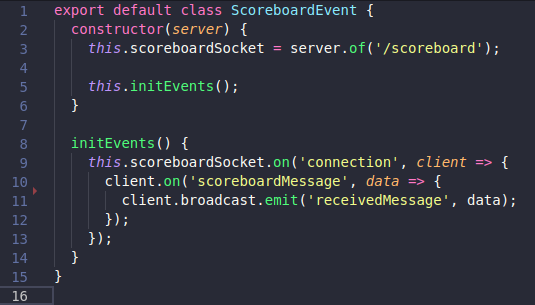 1 export default class ScoreboardEvent {
2   constructor(server) {
3     this.scoreboardSocket = server.of('/scoreboard');
4
5     this.initEvents();
6   }
7
8   initEvents() {
9     this.scoreboardSocket.on('connection', client => {
10       client.on('scoreboardMessage', data => {
11         client.broadcast.emit('receivedMessage', data);
12       });
13     });
14   }
15 }
16